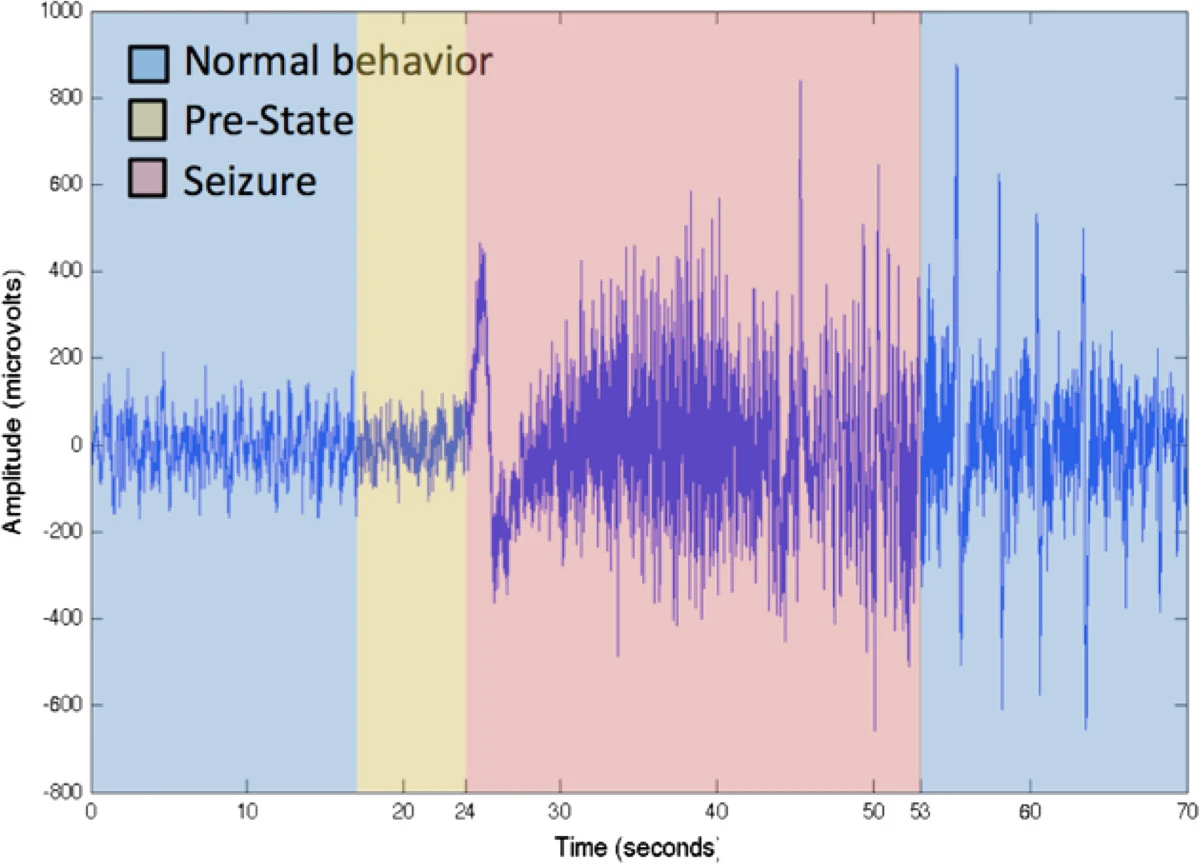 1000
800
600
400
200
0
-200
-400
-600
-800
Amplitude (microvolts)
Normal behavior
Pre-State
Seizure
0 10 20 24 30 40 50 53 60 70
Time (seconds)